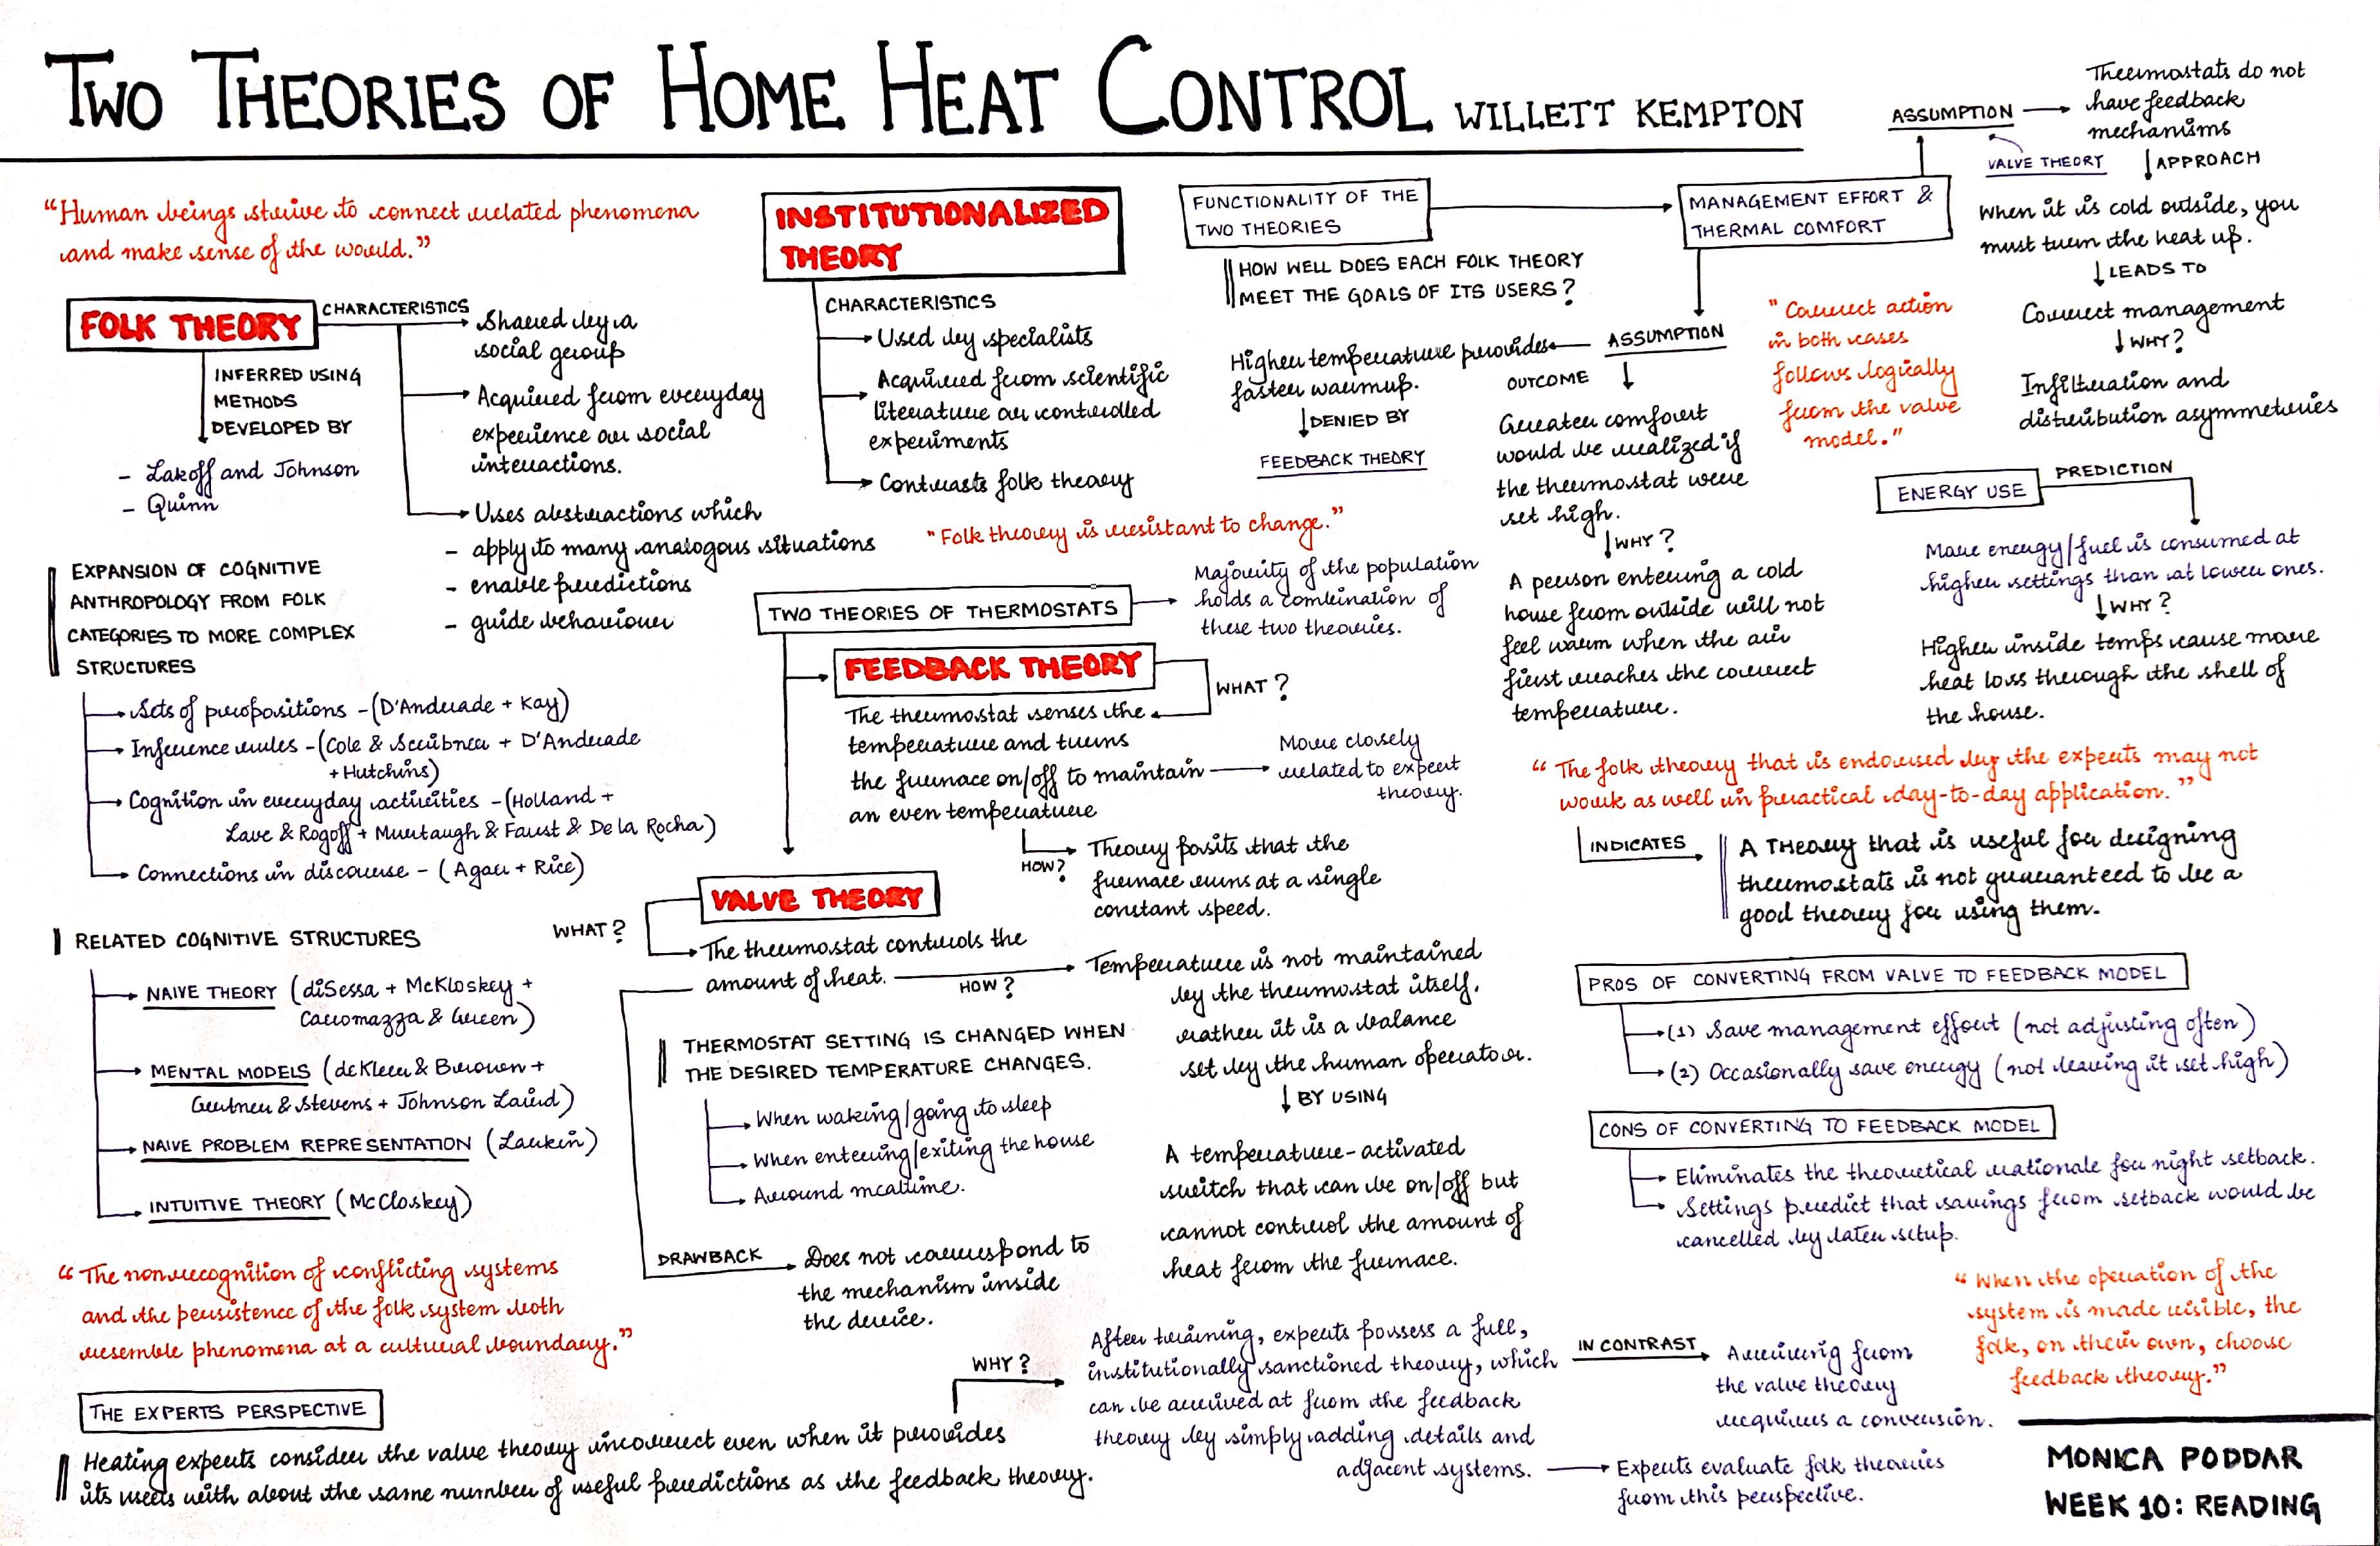 TWO THEORIES OF HOME HEAT CONTROL WILLETT KEMPTON
"Human beings strive to connect related phenomena
and make sense of the world."
FOLK THEORY
CHARACTERISTICS
Shared by a
social group
Acquired from everyday
experience or social
interactions.
Uses abstractions which
- apply to many analogous situations
- enable predictions
- guide behaviour
INFERRED USING
METHODS
DEVELOPED BY
- Lakoff and Johnson
- Quinn
EXPANSION OF COGNITIVE
ANTHROPOLOGY FROM FOLK
CATEGORIES TO MORE COMPLEX
STRUCTURES
Sets of propositions - (D'Andrade + Kay)
Inference rules - (Cole & Scribner + D'Andrade
+ Hutchins)
Cognition in everyday activities - (Holland +
Lave & Rogoff + Murtaugh & Faust & De la Rocha)
Connections in discourse - (Agar + Rice)
RELATED COGNITIVE STRUCTURES
NAIVE THEORY (diSessa + McKloskey +
Carromazza & Green)
MENTAL MODELS (deKleer & Brown +
Gentner & Stevens + Johnson Laird)
NAIVE PROBLEM REPRESENTATION (Larkin)
INTUITIVE THEORY (McCloskey)
"The nonrecognition of conflicting systems
and the persistence of the folk system both
resemble phenomena at a cultural boundary."
THE EXPERTS PERSPECTIVE
Heating experts consider the valve theory incorrect even when it provides
its users with about the same number of useful predictions as the feedback theory.
WHY?
After training, experts possess a full,
institutionally sanctioned theory, which
can be arrived at from the feedback
theory by simply adding details and
adjacent systems.
IN CONTRAST
Arriving from
the valve theory
requires a conversion.
Experts evaluate folk theories
from this perspective.
INSTITUTIONALIZED
THEORY
CHARACTERISTICS
Used by specialists
Acquired from scientific
literature or controlled
experiments
Contrasts folk theory
"Folk theory is resistant to change."
TWO THEORIES OF THERMOSTATS
Majority of the population
holds a combination of
these two theories.
FEEDBACK THEORY
WHAT?
The thermostat senses the
temperature and turns
the furnace on/off to maintain
an even temperature
More closely
related to expert
theory.
HOW?
Theory posits that the
furnace runs at a single
constant speed.
VALVE THEORY
WHAT?
The thermostat controls the
amount of heat.
HOW?
Temperature is not maintained
by the thermostat itself,
rather it is a balance
set by the human operator.
BY USING
A temperature-activated
switch that can be on/off but
cannot control the amount of
heat from the furnace.
THERMOSTAT SETTING IS CHANGED WHEN
THE DESIRED TEMPERATURE CHANGES.
When waking/going to sleep
When entering/exiting the house
Around mealtime.
DRAWBACK
Does not correspond to
the mechanism inside
the device.
FUNCTIONALITY OF THE
TWO THEORIES
HOW WELL DOES EACH FOLK THEORY
MEET THE GOALS OF ITS USERS?
MANAGEMENT EFFORT &
THERMAL COMFORT
ASSUMPTION
Higher temperature provides
faster warmup.
DENIED BY
FEEDBACK THEORY
OUTCOME
Greater comfort
would be realized if
the thermostat were
set high.
WHY?
A person entering a cold
house from outside will not
feel warm when the air
first reaches the correct
temperature.
"Correct action
in both cases
follows logically
from the valve
model."
ASSUMPTION
Thermostats do not
have feedback
mechanisms
VALVE THEORY
APPROACH
When it is cold outside, you
must turn the heat up.
LEADS TO
Correct management
WHY?
Infiltration and
distribution asymmetries
ENERGY USE
PREDICTION
More energy/fuel is consumed at
higher settings than at lower ones.
WHY?
Higher inside temps cause more
heat loss through the shell of
the house.
"The folk theory that is endorsed by the experts may not
work as well in practical day-to-day application."
INDICATES
A THEORY that is useful for designing
thermostats is not guaranteed to be a
good theory for using them.
PROS OF CONVERTING FROM VALVE TO FEEDBACK MODEL
(1) Save management effort (not adjusting often)
(2) Occasionally save energy (not leaving it set high)
CONS OF CONVERTING TO FEEDBACK MODEL
Eliminates the theoretical rationale for night setback.
Settings predict that savings from setback would be
cancelled by later setup.
"When the operation of the
system is made visible, the
folk, on their own, choose
feedback theory."
MONICA PODDAR
WEEK 10: READING